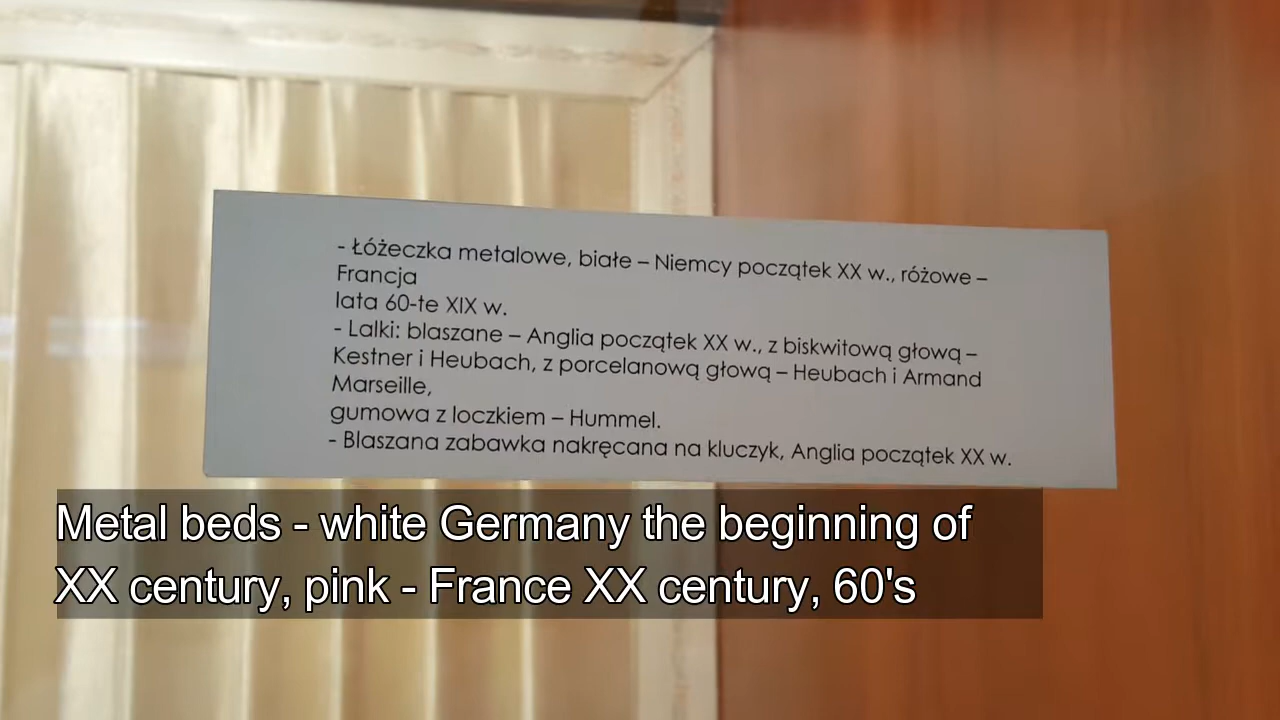 - Łóżeczka metalowe, białe – Niemcy początek XX w., różowe –
Francja
lata 60-te XIX w.
- Lalki: blaszane – Anglia początek XX w., z biskwitową głową –
Kestner i Heubach, z porcelanową głową – Heubach i Armand
Marseille,
gumowa z loczkiem – Hummel.
- Blaszana zabawka nakręcana na kluczyk, Anglia początek XX w.
Metal beds - white Germany the beginning of
XX century, pink - France XX century, 60's